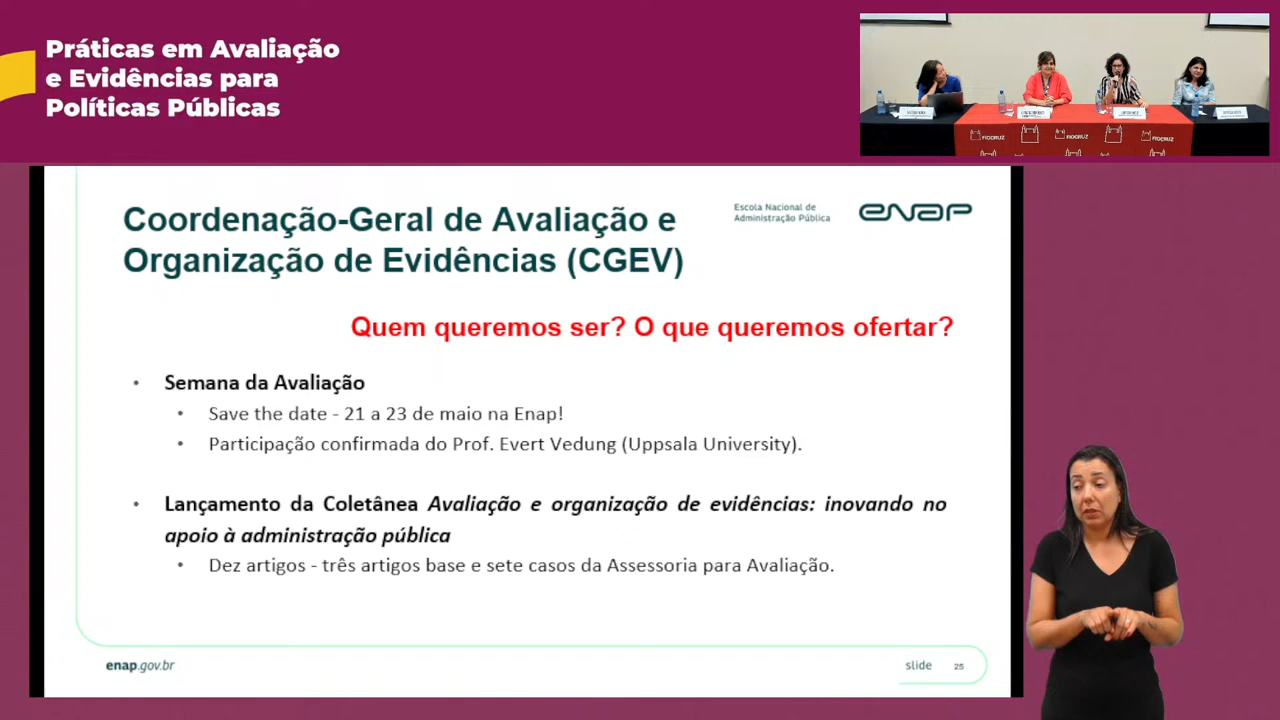 Práticas em Avaliação
e Evidências para
Políticas Públicas
FIOCRUZ
FIOCRUZ
FIOCRUZ
Coordenação-Geral de Avaliação e
Organização de Evidências (CGEV)
Escola Nacional de
Administração Pública
enap
Quem queremos ser? O que queremos ofertar?
• Semana da Avaliação
• Save the date - 21 a 23 de maio na Enap!
• Participação confirmada do Prof. Evert Vedung (Uppsala University).
• Lançamento da Coletânea Avaliação e organização de evidências: inovando no
apoio à administração pública
• Dez artigos - três artigos base e sete casos da Assessoria para Avaliação.
enap.gov.br
slide 25